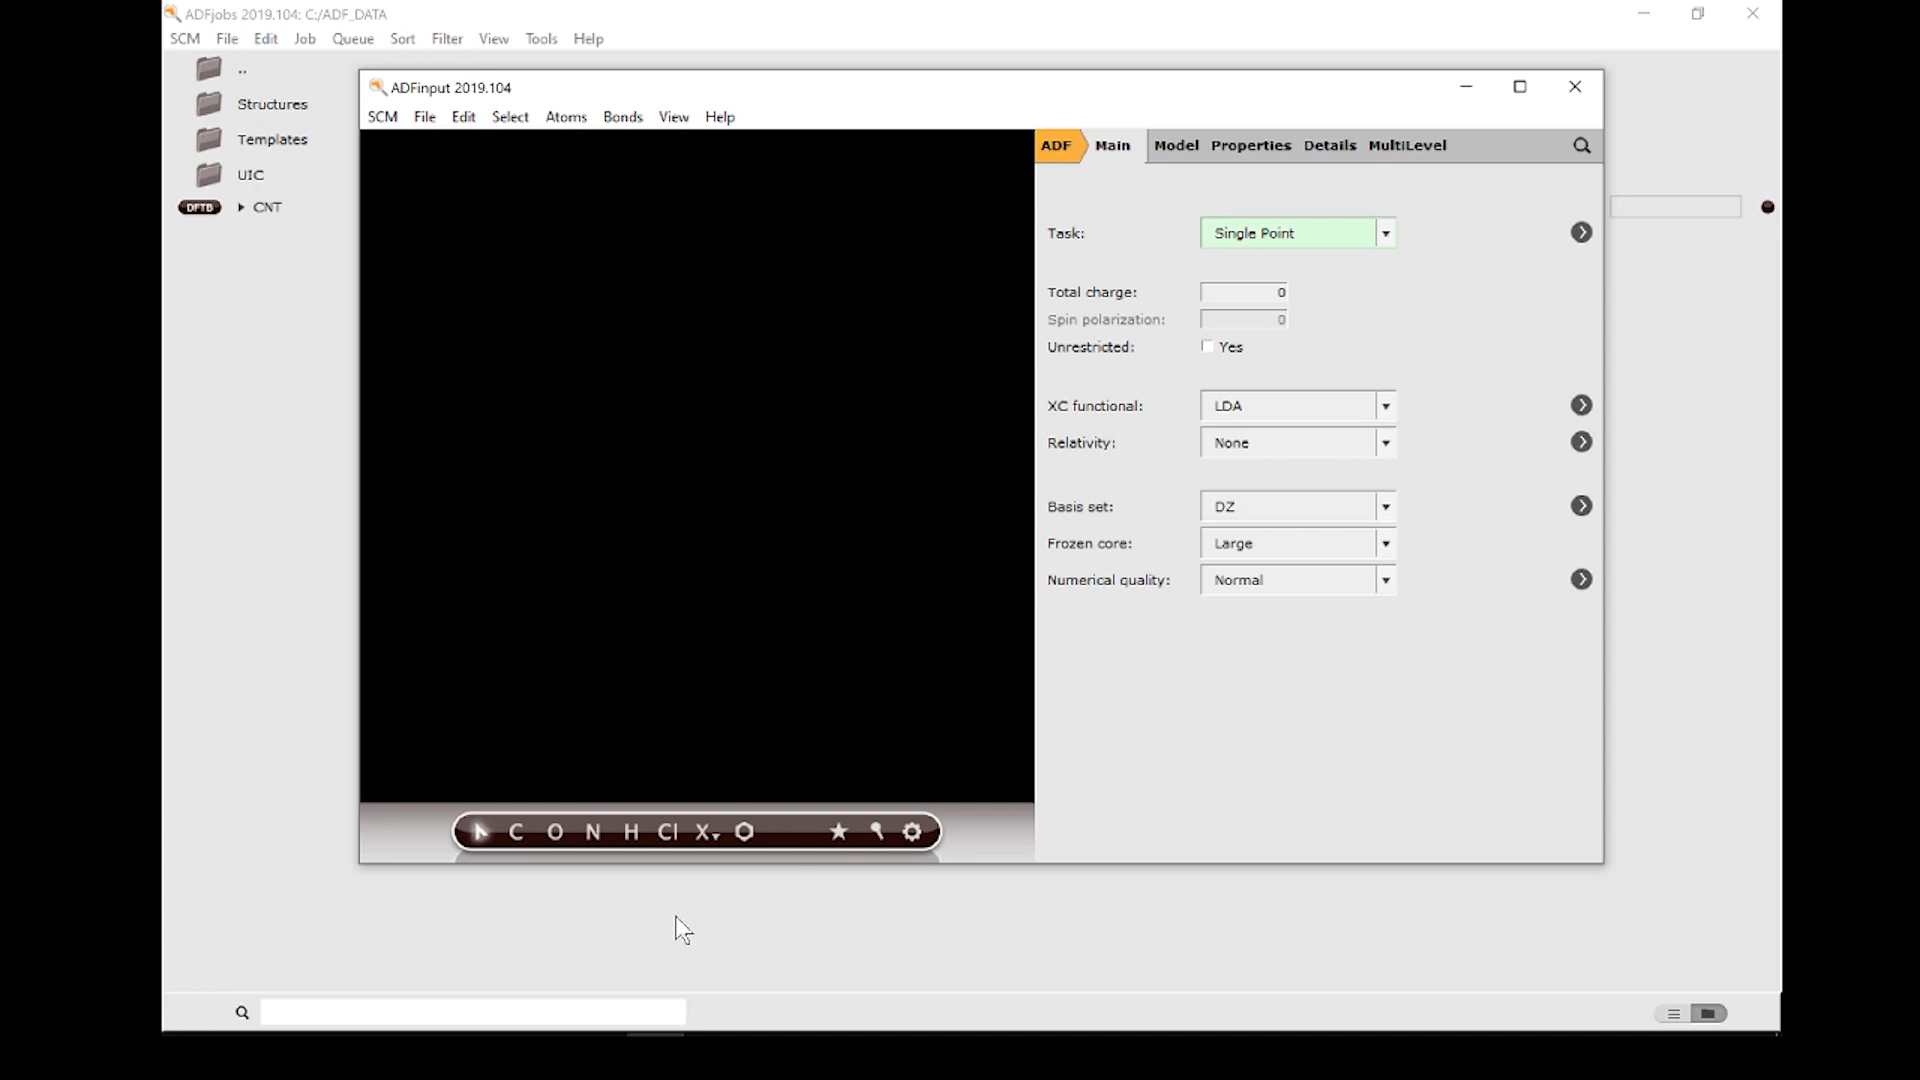 ADFjobs 2019.104: C:/ADF_DATA
SCM File Edit Job Queue Sort Filter View Tools Help
..
Structures
Templates
UIC
DFTB CNT
ADFinput 2019.104
SCM File Edit Select Atoms Bonds View Help
ADF Main Model Properties Details MultiLevel
Task: Single Point
Total charge: 0
Spin polarization: 0
Unrestricted: Yes
XC functional: LDA
Relativity: None
Basis set: DZ
Frozen core: Large
Numerical quality: Normal
C O N H Cl X